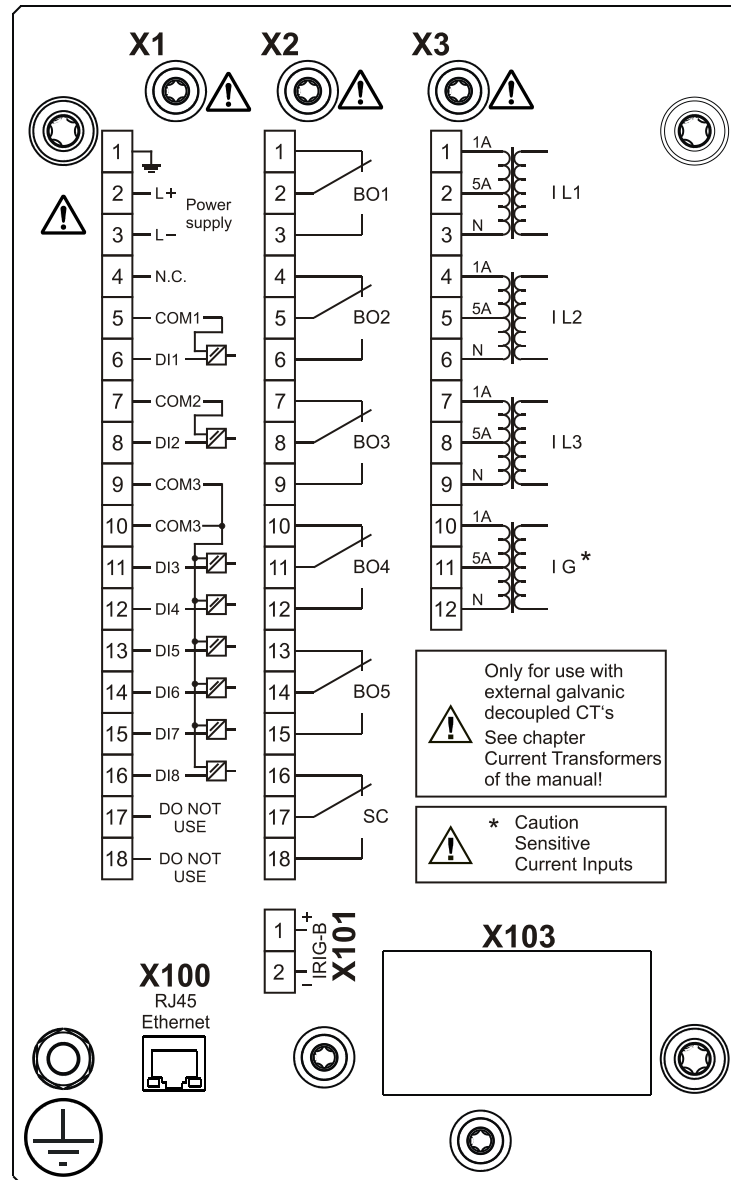 X1 X2 X3
1
2 L+
3 L−
Power
supply
4 N.C.
5 COM1
6 DI1
7 COM2
8 DI2
9 COM3
10 COM3
11 DI3
12 DI4
13 DI5
14 DI6
15 DI7
16 DI8
17 DO NOT
USE
18 DO NOT
USE
1
2 BO1
3
4
5 BO2
6
7
8 BO3
9
10
11 BO4
12
13
14 BO5
15
16
17 SC
18
1 1A
2 5A I L1
3 N
4 1A
5 5A I L2
6 N
7 1A
8 5A I L3
9 N
10 1A
11 5A I G *
12 N
Only for use with
external galvanic
decoupled CT‘s
See chapter
Current Transformers
of the manual!
* Caution
Sensitive
Current Inputs
1 +
2 −
IRIG-B
X101
X100
RJ45
Ethernet
X103